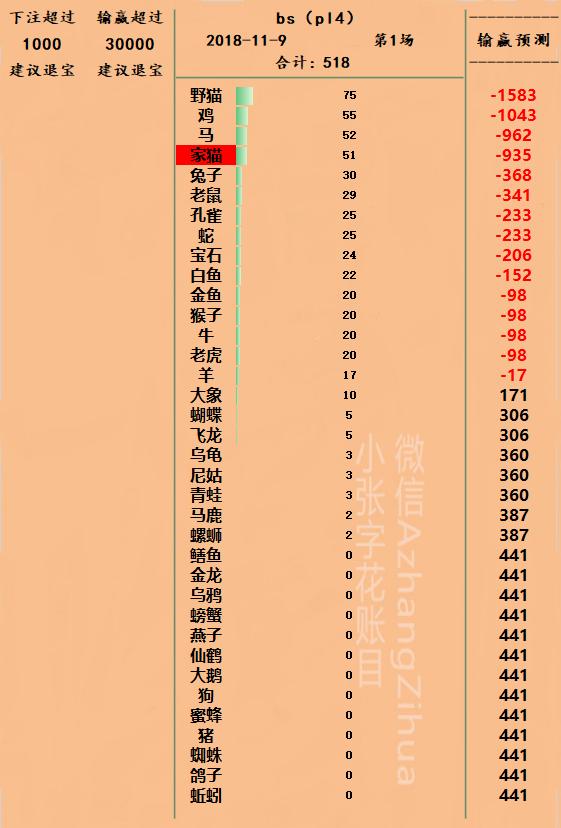 下注超过 输赢超过
1000 30000
建议退宝 建议退宝
bs（pl4）
2018-11-9 第1场
合计：518
输赢预测
野猫 75 -1583
鸡 55 -1043
马 52 -962
家猫 51 -935
兔子 30 -368
老鼠 29 -341
孔雀 25 -233
蛇 25 -233
宝石 24 -206
白鱼 22 -152
金鱼 20 -98
猴子 20 -98
牛 20 -98
老虎 20 -98
羊 17 -17
大象 10 171
蝴蝶 5 306
飞龙 5 306
乌龟 3 360
尼姑 3 360
青蛙 3 360
马鹿 2 387
螺蛳 2 387
鳝鱼 0 441
金龙 0 441
乌鸦 0 441
螃蟹 0 441
燕子 0 441
仙鹤 0 441
大鹅 0 441
狗 0 441
蜜蜂 0 441
猪 0 441
蜘蛛 0 441
鸽子 0 441
蚯蚓 0 441
微信AzhangZihua
小张字花账目